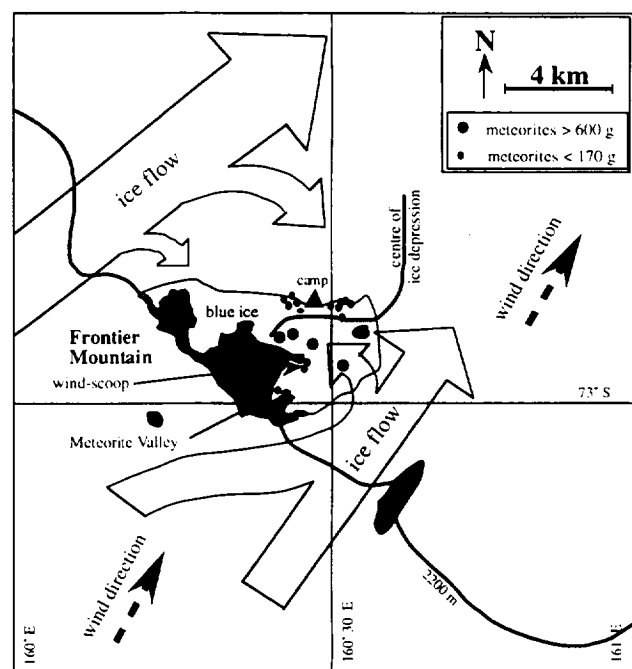 N
4 km
meteorites > 600 g
meteorites < 170 g
ice flow
centre of
ice depression
wind direction
camp
blue ice
Frontier
Mountain
wind-scoop
73° S
Meteorite Valley
ice flow
wind direction
2200 m
160° E
160° 30' E
161° E